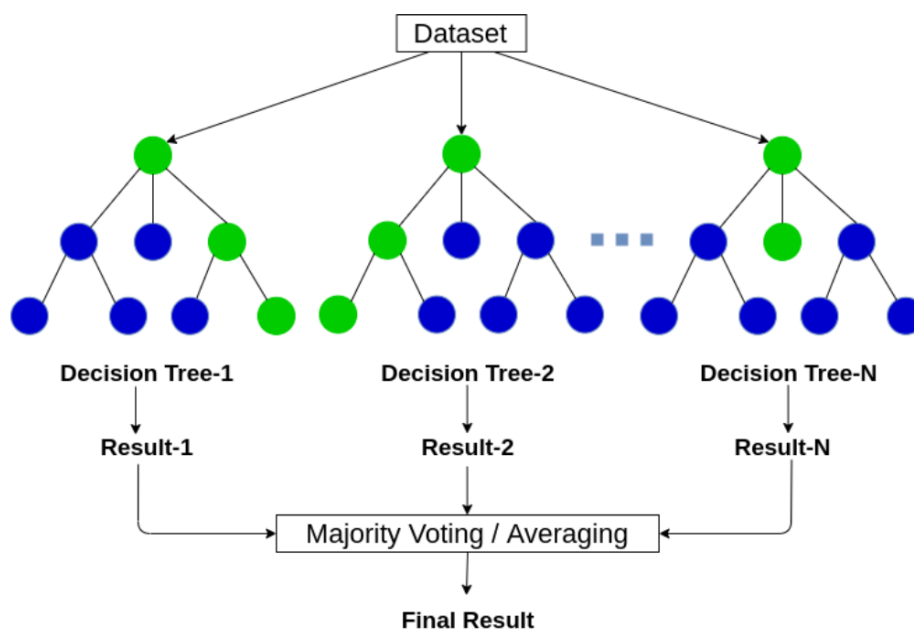 Dataset
Decision Tree-1
Decision Tree-2
Decision Tree-N
Result-1
Result-2
Result-N
Majority Voting / Averaging
Final Result